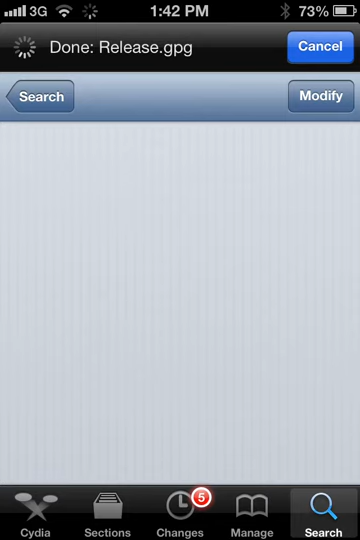 3G 1:42 PM 73%
Done: Release.gpg Cancel
Search Modify
5
Cydia Sections Changes Manage Search